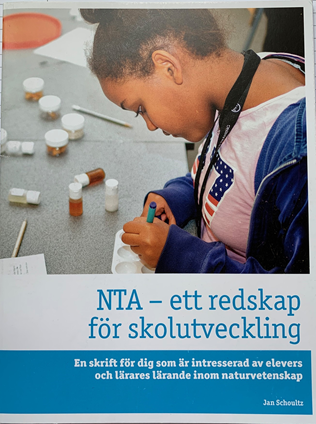 NTA – ett redskap
för skolutveckling
En skrift för dig som är intresserad av elevers
och lärares lärande inom naturvetenskap
Jan Schoultz